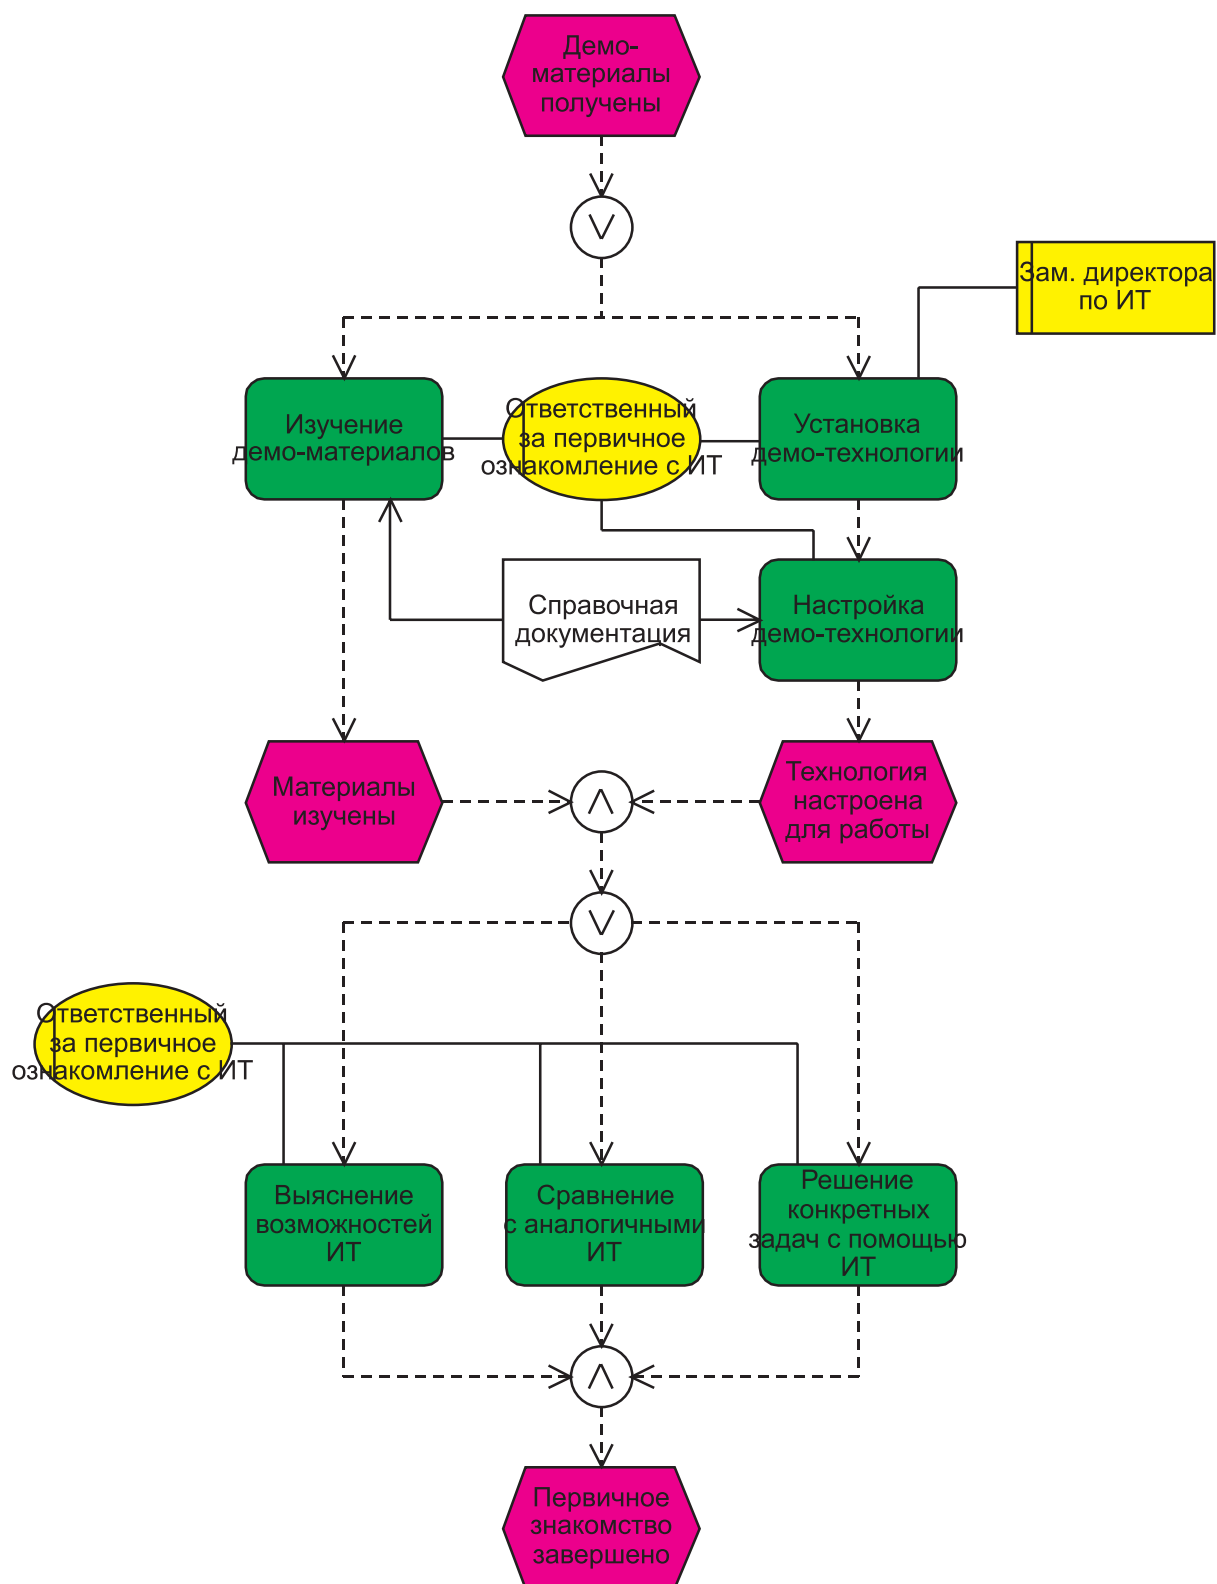 Демо-
материалы
получены
V
Зам. директора
по ИТ
Изучение
демо-материалов
Ответственный
за первичное
ознакомление с ИТ
Установка
демо-технологии
Справочная
документация
Настройка
демо-технологии
Материалы
изучены
Λ
Технология
настроена
для работы
V
Ответственный
за первичное
ознакомление с ИТ
Выяснение
возможностей
ИТ
Сравнение
с аналогичными
ИТ
Решение
конкретных
задач с помощью
ИТ
Λ
Первичное
знакомство
завершено